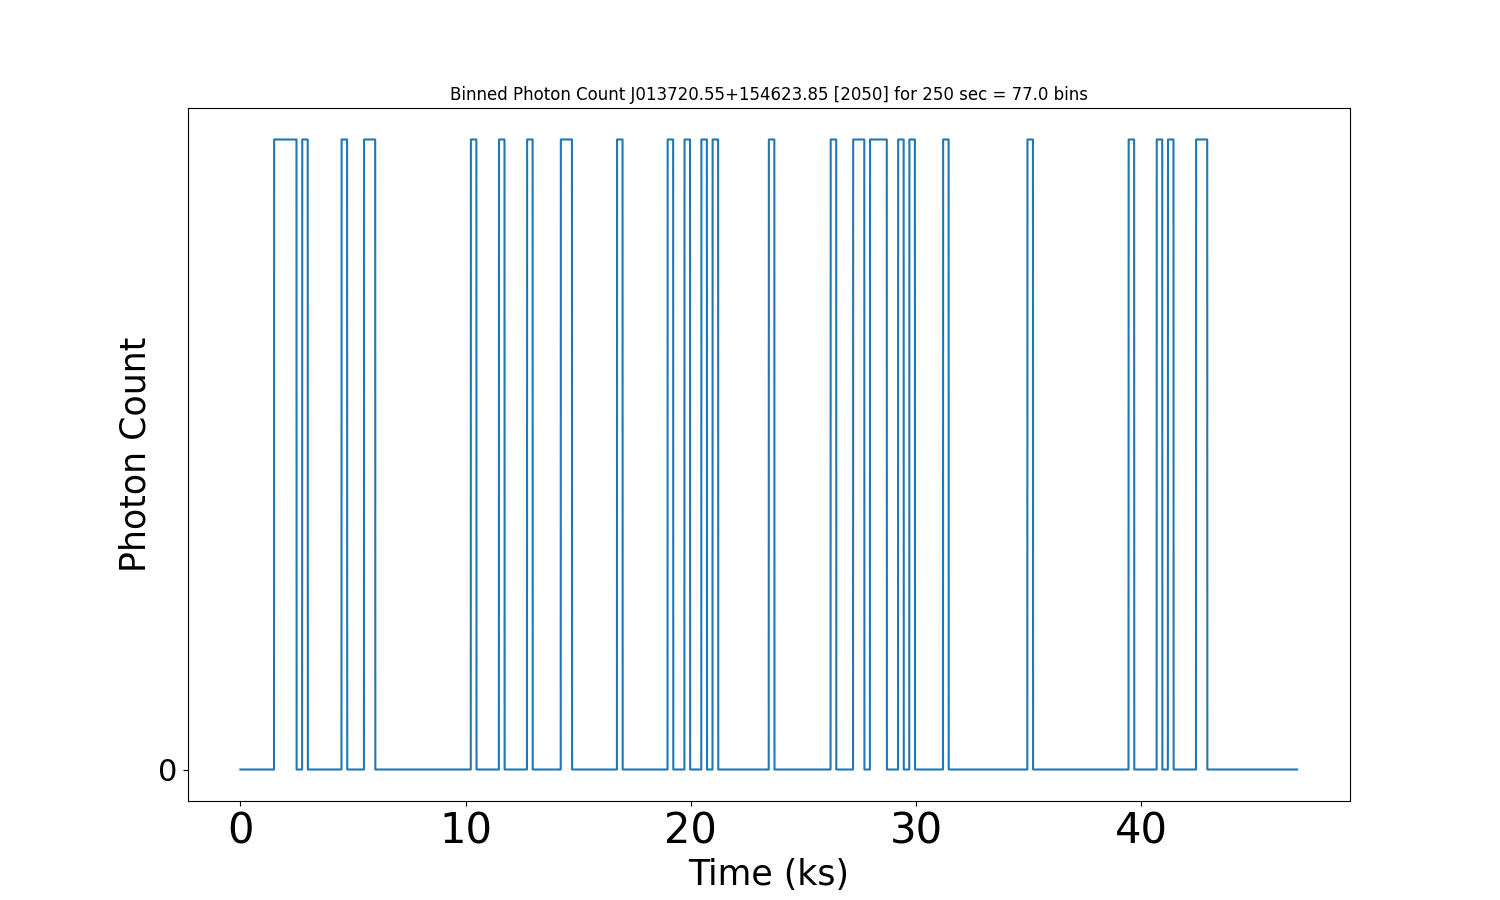 Binned Photon Count J013720.55+154623.85 [2050] for 250 sec = 77.0 bins
Photon Count
0
0 10 20 30 40
Time (ks)